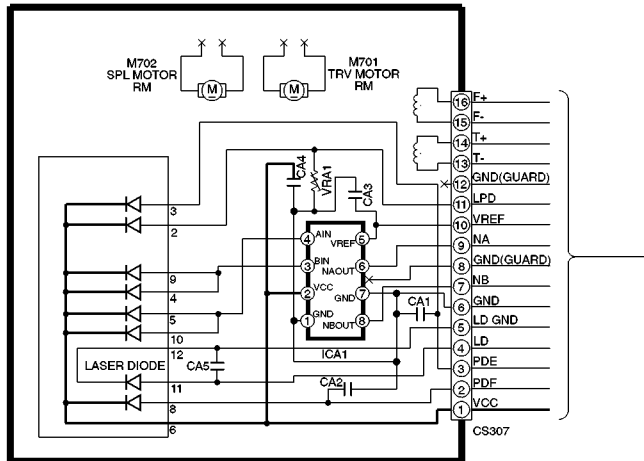 M702
SPL MOTOR
RM
M701
TRV MOTOR
RM
M
M
16 F+
15 F-
14 T+
13 T-
12 GND(GUARD)
11 LPD
10 VREF
9 NA
8 GND(GUARD)
7 NB
6 GND
5 LD GND
4 LD
3 PDE
2 PDF
1 VCC
CS307
CA4
VRA1
CA3
4 AIN
3 BIN
2 VCC
1 GND
VREF 5
NAOUT 6
GND 7
NBOUT 8
ICA1
CA1
CA2
CA5
3
2
9
4
5
10
12
LASER DIODE
11
8
6